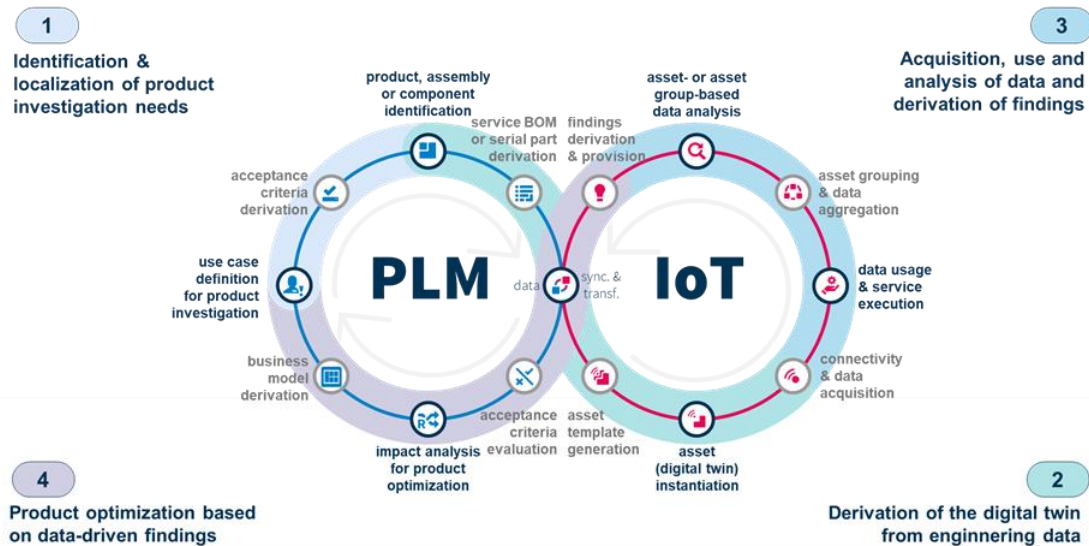 1
Identification &
localization of product
investigation needs
3
Acquisition, use and
analysis of data and
derivation of findings
product, assembly
or component
identification
service BOM
or serial part
derivation
findings
derivation
& provision
asset- or asset
group-based
data analysis
acceptance
criteria
derivation
asset grouping
& data
aggregation
use case
definition
for product
investigation
PLM
data
sync. &
transf.
IoT
data usage
& service
execution
business
model
derivation
connectivity
& data
acquisition
R
impact analysis
for product
optimization
acceptance
criteria
evaluation
asset
template
generation
asset
(digital twin)
instantiation
4
Product optimization based
on data-driven findings
2
Derivation of the digital twin
from enginnering data